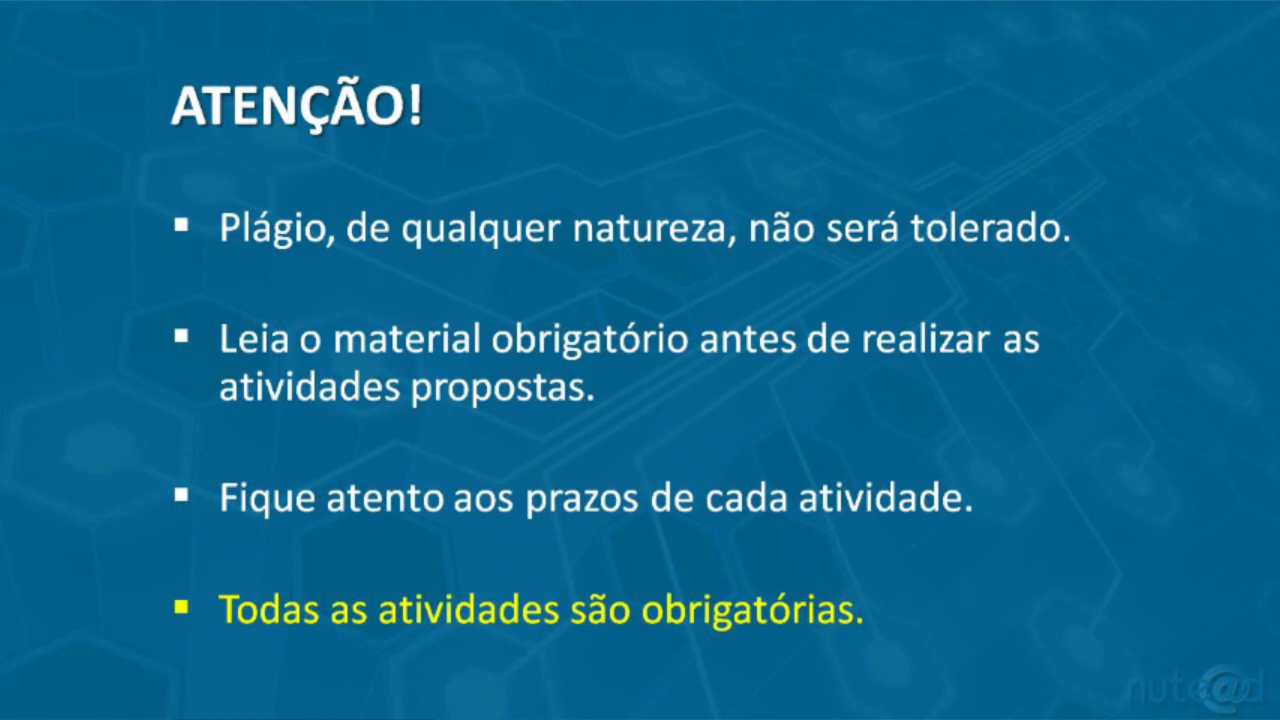 ATENÇÃO!
▪ Plágio, de qualquer natureza, não será tolerado.
▪ Leia o material obrigatório antes de realizar as
atividades propostas.
▪ Fique atento aos prazos de cada atividade.
▪ Todas as atividades são obrigatórias.
nute@d